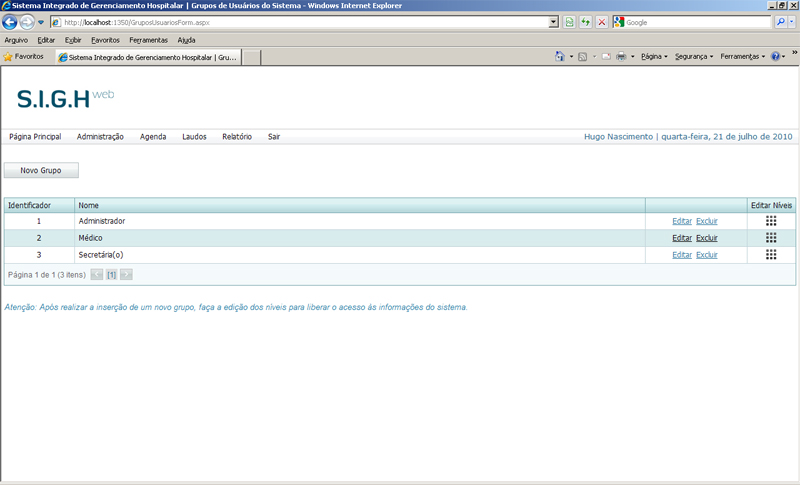 Sistema Integrado de Gerenciamento Hospitalar | Grupos de Usuários do Sistema - Windows Internet Explorer
http://localhost:1350/GruposUsuariosForm.aspx
Google
Arquivo Editar Exibir Favoritos Ferramentas Ajuda
Favoritos Sistema Integrado de Gerenciamento Hospitalar | Gru... Página Segurança Ferramentas
S.I.G.H web
Página Principal Administração Agenda Laudos Relatório Sair Hugo Nascimento | quarta-feira, 21 de julho de 2010
Novo Grupo
Identificador Nome Editar Níveis
1 Administrador Editar Excluir
2 Médico Editar Excluir
3 Secretária(o) Editar Excluir
Página 1 de 1 (3 itens) [1]
Atenção: Após realizar a inserção de um novo grupo, faça a edição dos níveis para liberar o acesso às informações do sistema.